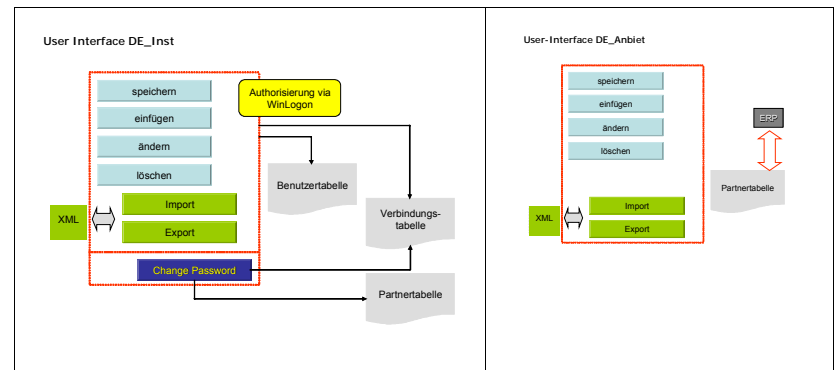 User Interface DE_Inst
speichern
einfügen
ändern
löschen
Import
Export
XML
Change Password
Authorisierung via
WinLogon
Benutzertabelle
Verbindungs-
tabelle
Partnertabelle
User-Interface DE_Anbiet
speichern
einfügen
ändern
löschen
Import
Export
XML
ERP
Partnertabelle